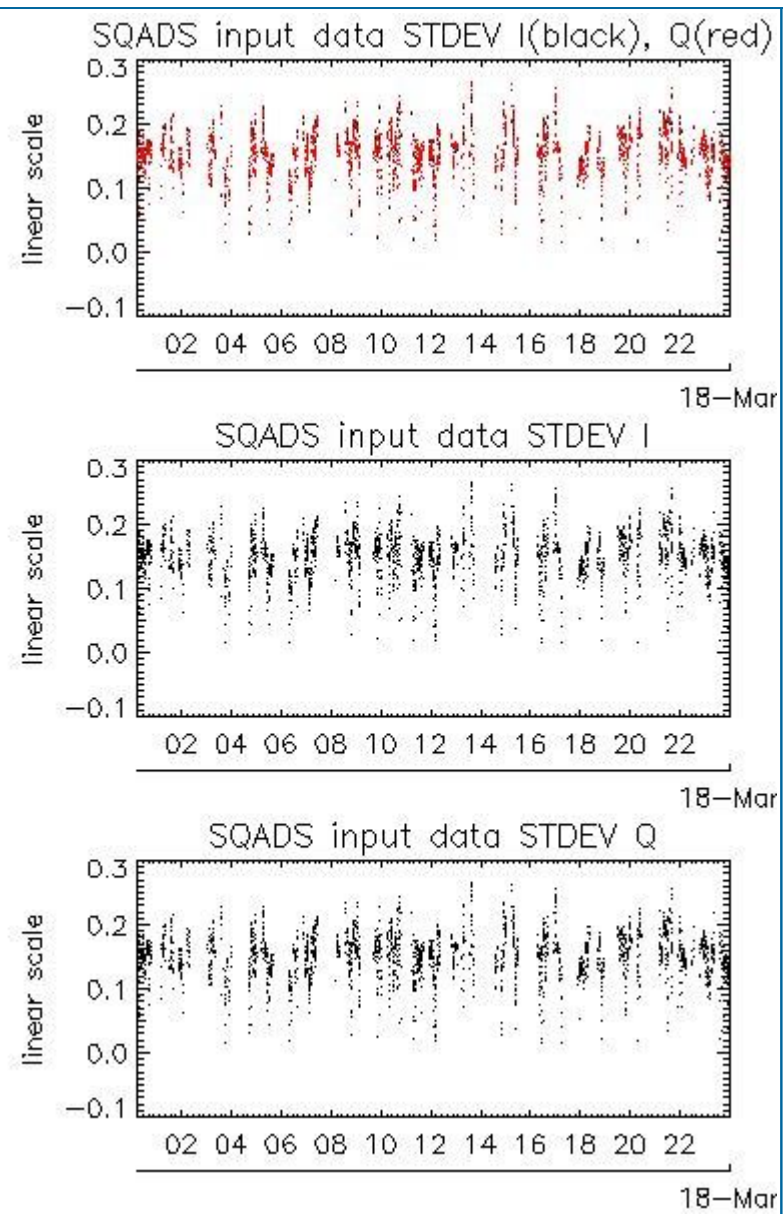 SQADS input data STDEV I(black), Q(red)
0.3
0.2
0.1
0.0
−0.1
linear scale
02 04 06 08 10 12 14 16 18 20 22
18−Mar
SQADS input data STDEV I
0.3
0.2
0.1
0.0
−0.1
linear scale
02 04 06 08 10 12 14 16 18 20 22
18−Mar
SQADS input data STDEV Q
0.3
0.2
0.1
0.0
−0.1
linear scale
02 04 06 08 10 12 14 16 18 20 22
18−Mar